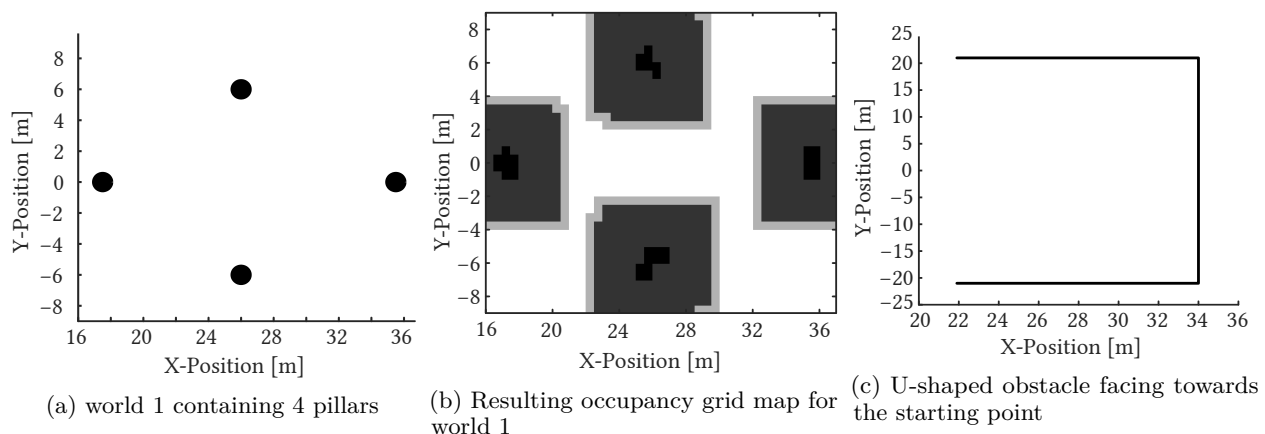 8
6
4
2
0
−2
−4
−6
−8
Y-Position [m]
16 20 24 28 32 36
X-Position [m]
(a) world 1 containing 4 pillars
8
6
4
2
0
−2
−4
−6
−8
Y-Position [m]
16 20 24 28 32 36
X-Position [m]
(b) Resulting occupancy grid map for
world 1
25
20
15
10
5
0
−5
−10
−15
−20
−25
Y-Position [m]
20 22 24 26 28 30 32 34 36
X-Position [m]
(c) U-shaped obstacle facing towards
the starting point